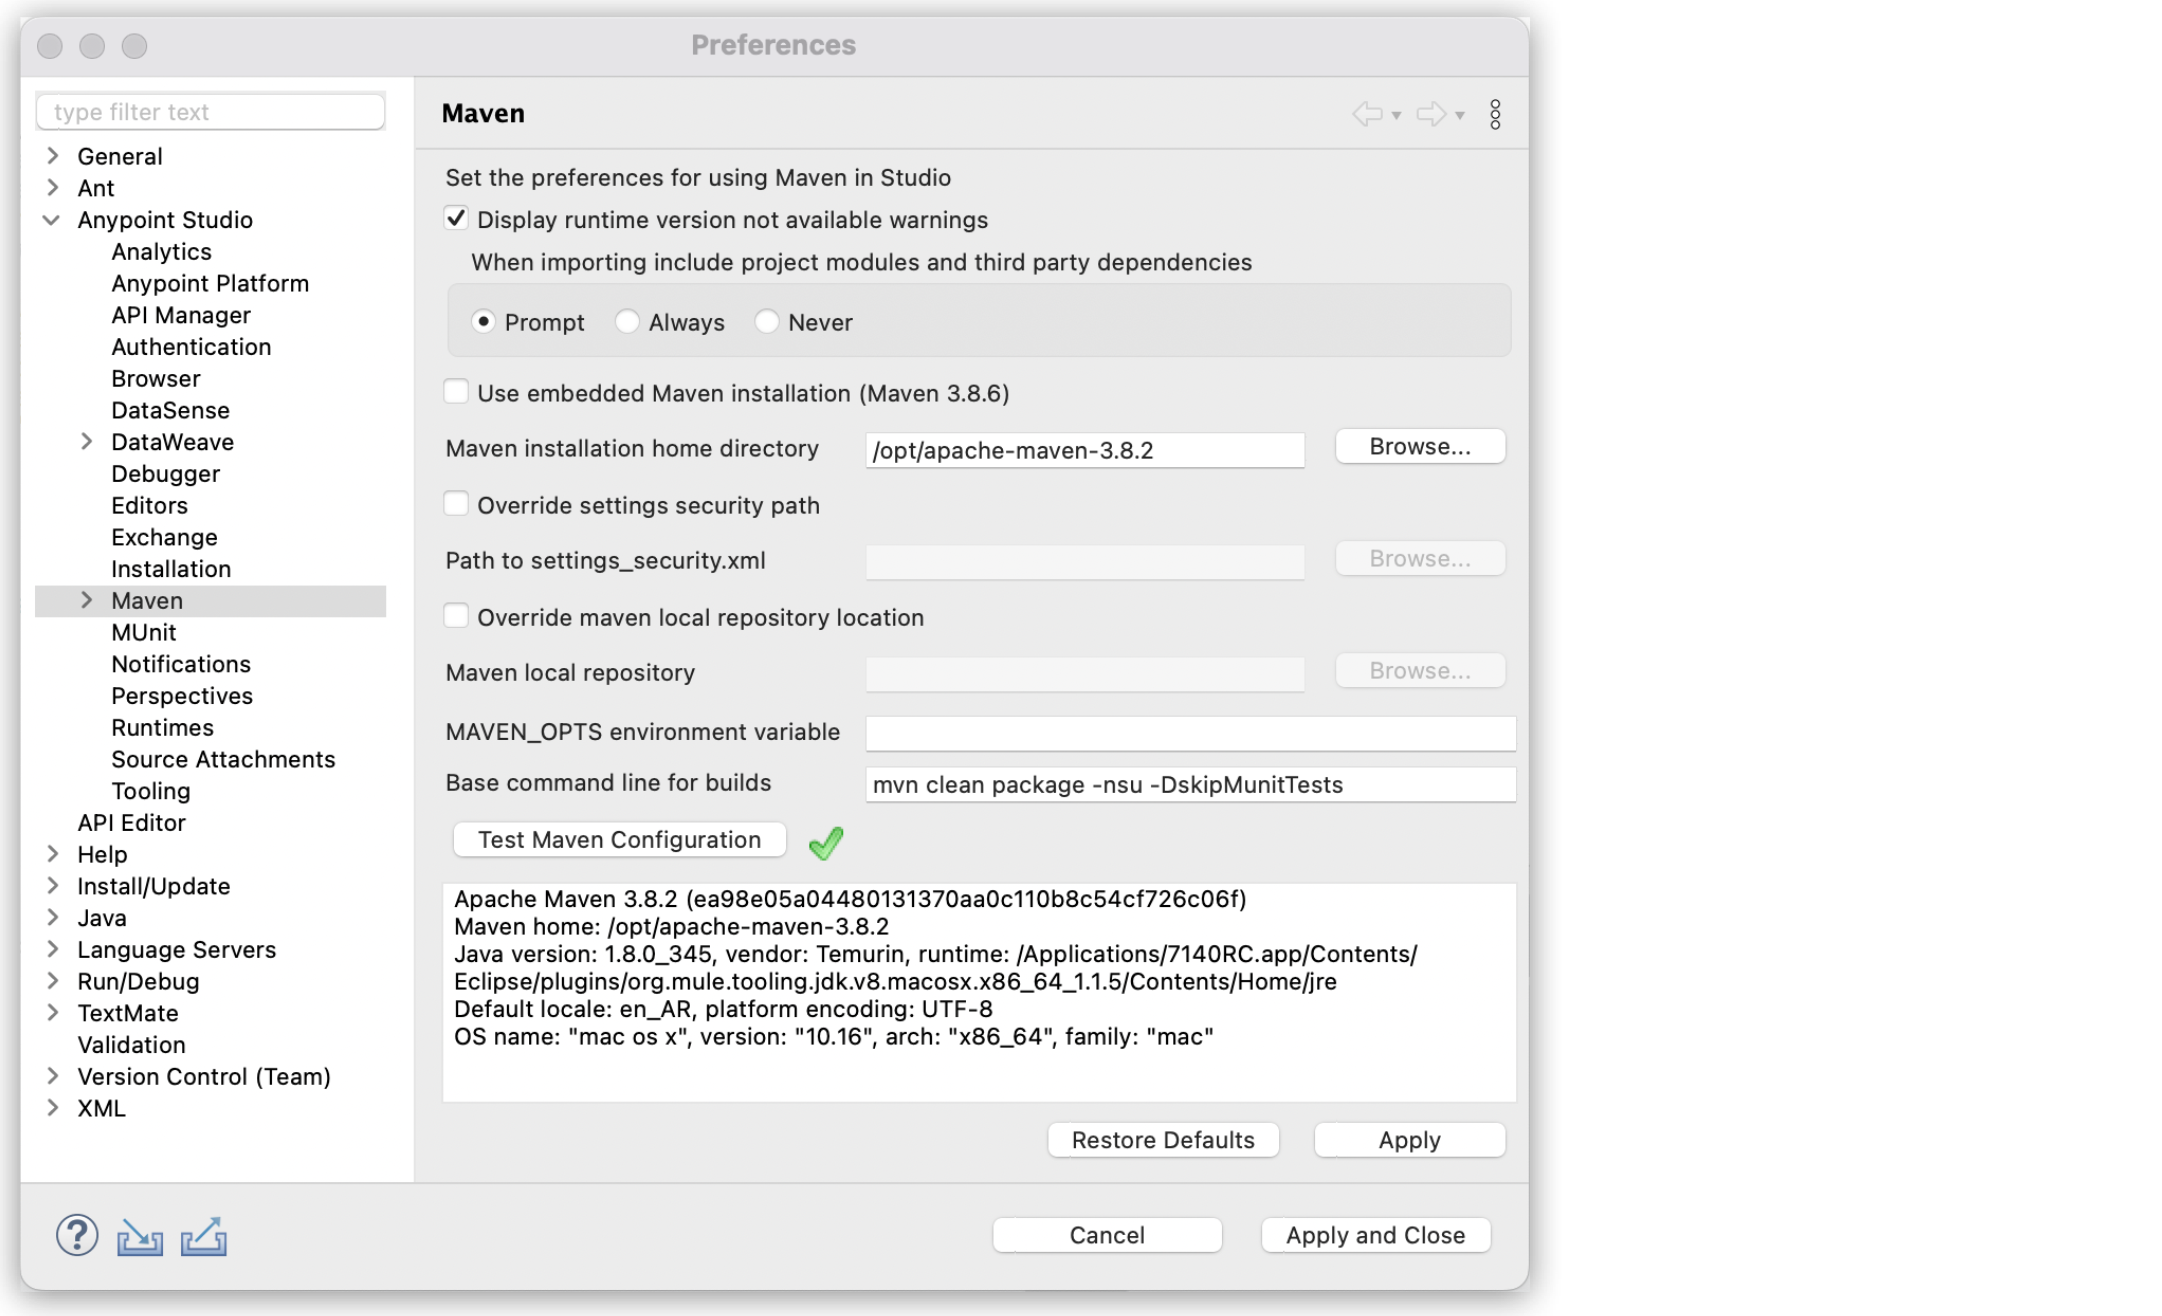 Preferences
type filter text
General
Ant
Anypoint Studio
Analytics
Anypoint Platform
API Manager
Authentication
Browser
DataSense
DataWeave
Debugger
Editors
Exchange
Installation
Maven
MUnit
Notifications
Perspectives
Runtimes
Source Attachments
Tooling
API Editor
Help
Install/Update
Java
Language Servers
Run/Debug
TextMate
Validation
Version Control (Team)
XML
Maven
Set the preferences for using Maven in Studio
Display runtime version not available warnings
When importing include project modules and third party dependencies
Prompt Always Never
Use embedded Maven installation (Maven 3.8.6)
Maven installation home directory /opt/apache-maven-3.8.2 Browse...
Override settings security path
Path to settings_security.xml Browse...
Override maven local repository location
Maven local repository Browse...
MAVEN_OPTS environment variable
Base command line for builds mvn clean package -nsu -DskipMunitTests
Test Maven Configuration
Apache Maven 3.8.2 (ea98e05a04480131370aa0c110b8c54cf726c06f)
Maven home: /opt/apache-maven-3.8.2
Java version: 1.8.0_345, vendor: Temurin, runtime: /Applications/7140RC.app/Contents/
Eclipse/plugins/org.mule.tooling.jdk.v8.macosx.x86_64_1.1.5/Contents/Home/jre
Default locale: en_AR, platform encoding: UTF-8
OS name: "mac os x", version: "10.16", arch: "x86_64", family: "mac"
Restore Defaults Apply
? Cancel Apply and Close